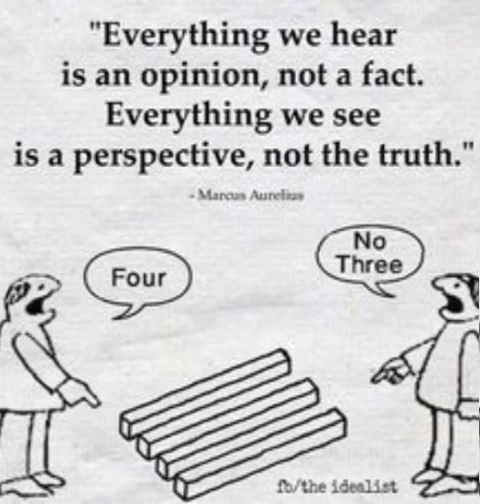 "Everything we hear
is an opinion, not a fact.
Everything we see
is a perspective, not the truth."
- Marcus Aurelius
No
Three
Four
fb/the idealist